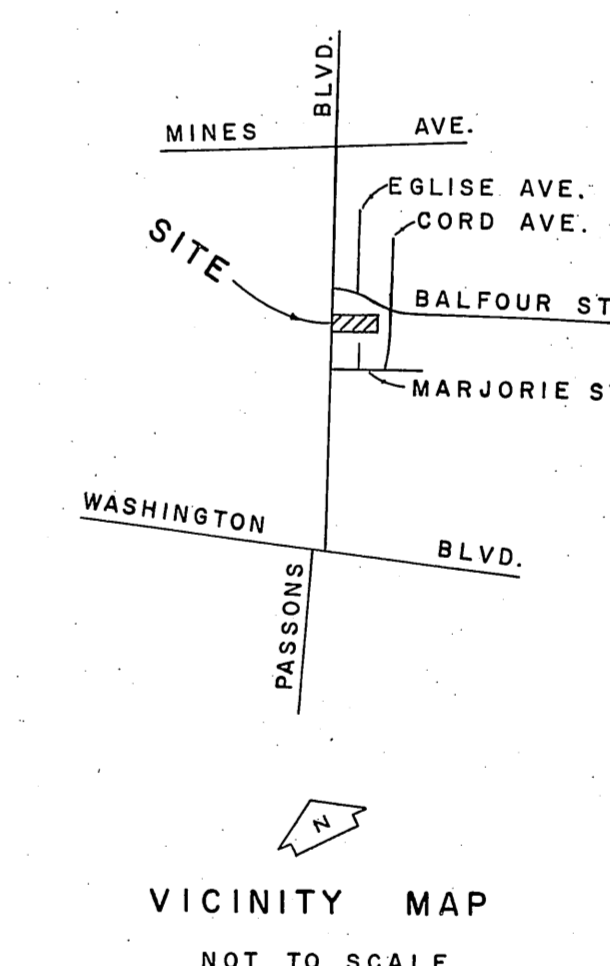 BLVD.
MINES AVE.
EGLISE AVE.
CORD AVE.
SITE
BALFOUR ST
MARJORIE S
WASHINGTON BLVD.
PASSONS
N
VICINITY MAP
NOT TO SCALE